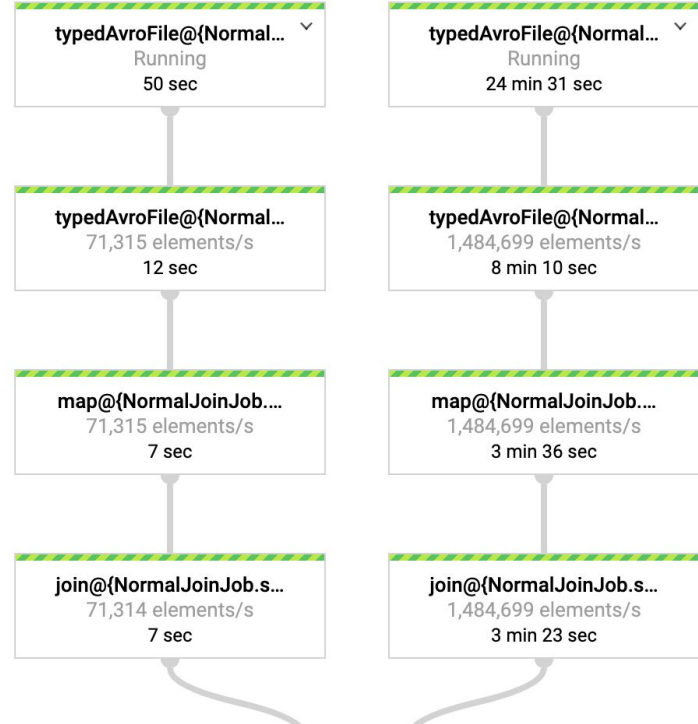 typedAvroFile@{Normal...
Running
50 sec
typedAvroFile@{Normal...
71,315 elements/s
12 sec
map@{NormalJoinJob....
71,315 elements/s
7 sec
join@{NormalJoinJob.s...
71,314 elements/s
7 sec
typedAvroFile@{Normal...
Running
24 min 31 sec
typedAvroFile@{Normal...
1,484,699 elements/s
8 min 10 sec
map@{NormalJoinJob....
1,484,699 elements/s
3 min 36 sec
join@{NormalJoinJob.s...
1,484,699 elements/s
3 min 23 sec